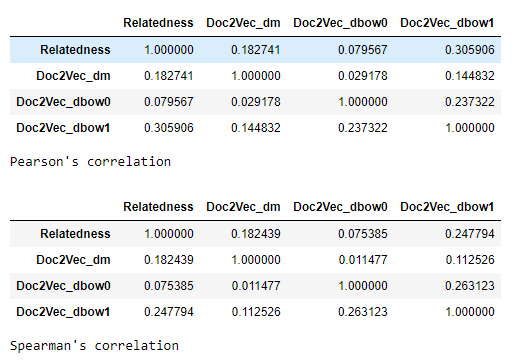 Relatedness Doc2Vec_dm Doc2Vec_dbow0 Doc2Vec_dbow1
Relatedness 1.000000 0.182741 0.079567 0.305906
Doc2Vec_dm 0.182741 1.000000 0.029178 0.144832
Doc2Vec_dbow0 0.079567 0.029178 1.000000 0.237322
Doc2Vec_dbow1 0.305906 0.144832 0.237322 1.000000
Pearson's correlation
Relatedness Doc2Vec_dm Doc2Vec_dbow0 Doc2Vec_dbow1
Relatedness 1.000000 0.182439 0.075385 0.247794
Doc2Vec_dm 0.182439 1.000000 0.011477 0.112526
Doc2Vec_dbow0 0.075385 0.011477 1.000000 0.263123
Doc2Vec_dbow1 0.247794 0.112526 0.263123 1.000000
Spearman's correlation